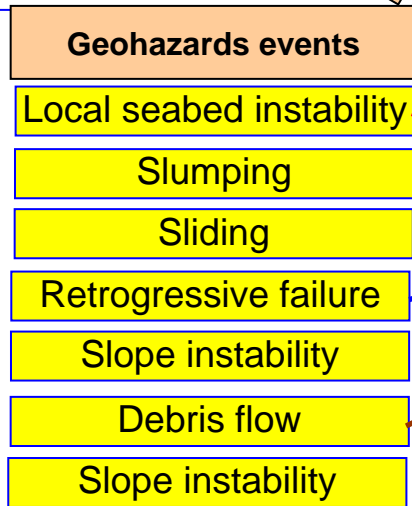 Geohazards events
Local seabed instability
Slumping
Sliding
Retrogressive failure
Slope instability
Debris flow
Slope instability